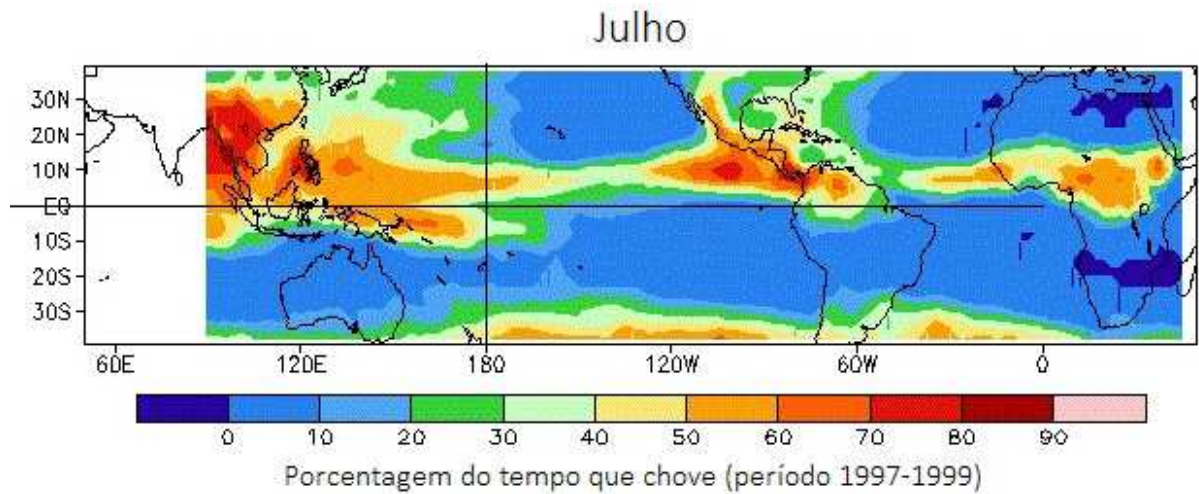 Julho
30N
20N
10N
EQ
10S
20S
30S
60E 120E 180 120W 60W 0
0 10 20 30 40 50 60 70 80 90
Porcentagem do tempo que chove (período 1997-1999)